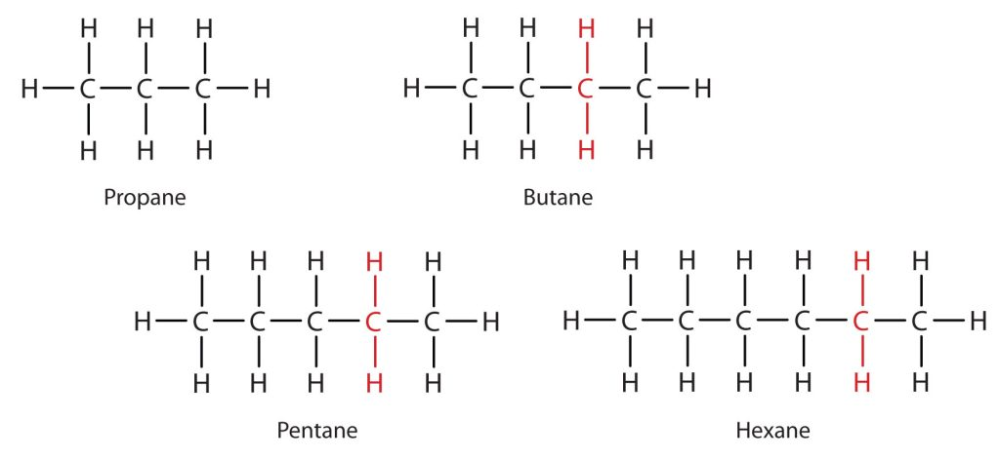 H H H
H C C C H
H H H
Propane
H H H H
H C C C C H
H H H H
Butane
H H H H H
H C C C C C H
H H H H H
Pentane
H H H H H H
H C C C C C C H
H H H H H H
Hexane